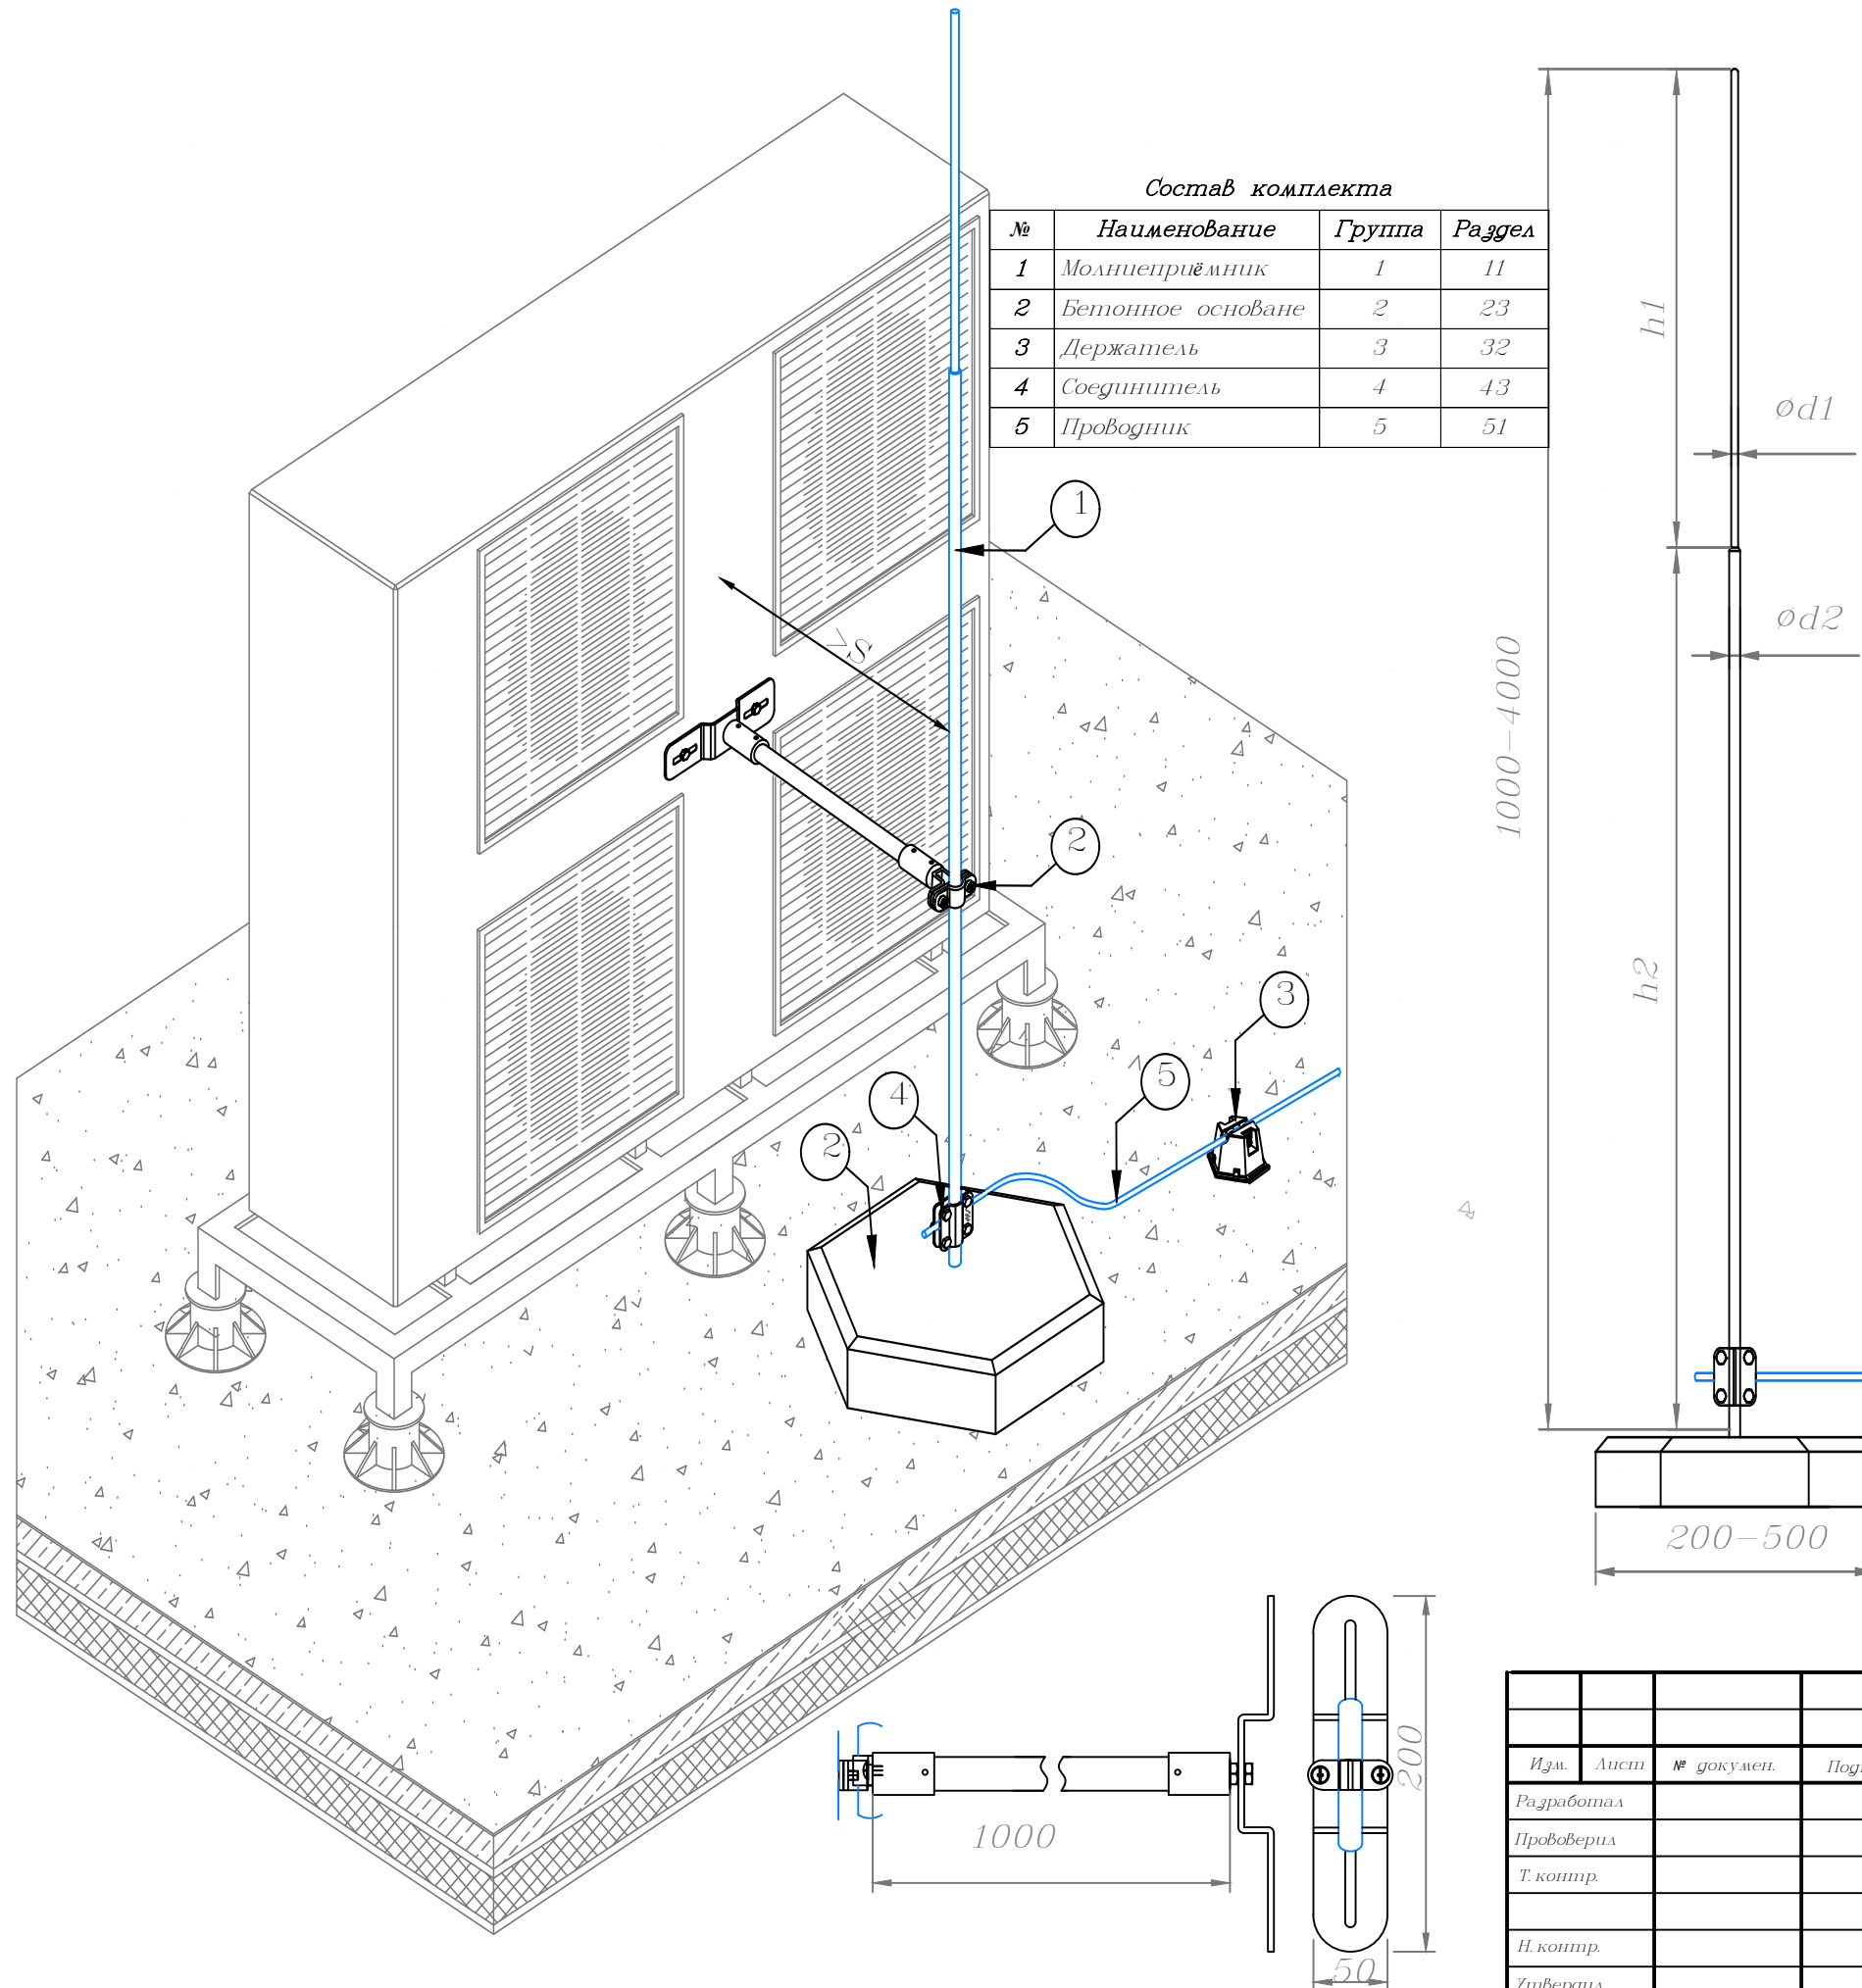 Состав комплекта
№ Наименование Группа Раздел
1 Молниеприёмник 1 11
2 Бетонное основане 2 23
3 Держатель 3 32
4 Соединитель 4 43
5 Проводник 5 51
h1
ød1
1
ød2
>S
1000-4000
2
h2
3
5
4
2
200-500
200
1000
50
Изм. Лист № докумен.
Разработал
Прововерил
Т. контр.
Н. контр.
Утвердил